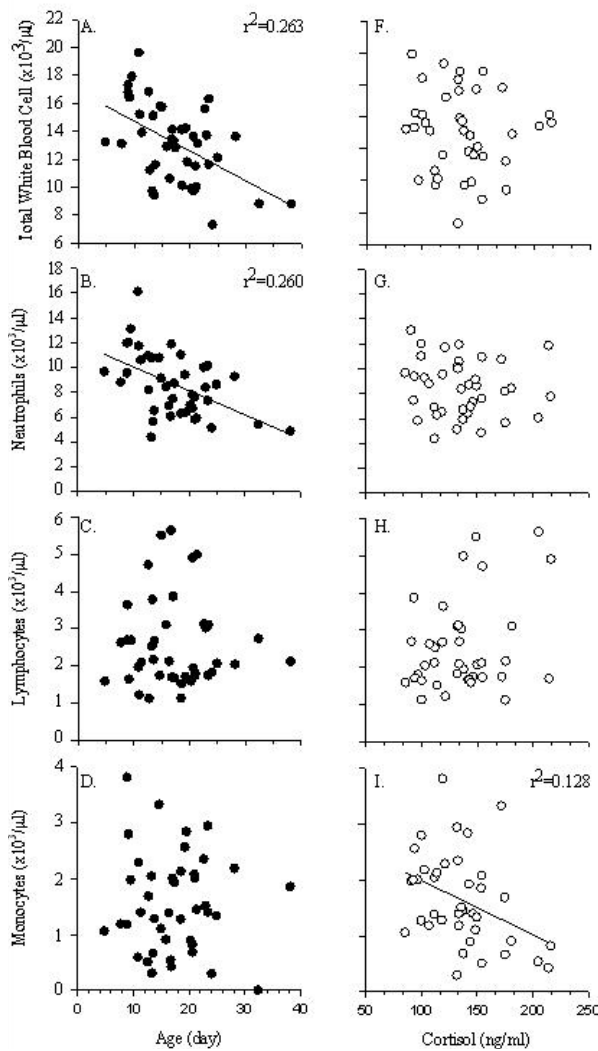 A.
r²=0.263
F.
Total White Blood Cell (x10³/µl)
22
20
18
16
14
12
10
8
6
B.
r²=0.260
G.
Neutrophils (x10³/µl)
18
16
14
12
10
8
6
4
2
0
C.
H.
Lymphocytes (x10³/µl)
6
5
4
3
2
1
0
D.
I.
r²=0.128
Monocytes (x10³/µl)
4
3
2
1
0
0 10 20 30 40
50 100 150 200 250
Age (day)
Cortisol (ng/ml)